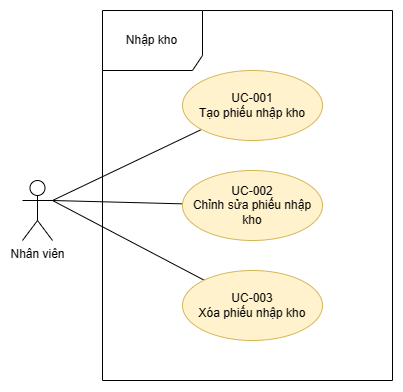 Nhập kho
UC-001
Tạo phiếu nhập kho
UC-002
Chỉnh sửa phiếu nhập
kho
Nhân viên
UC-003
Xóa phiếu nhập kho